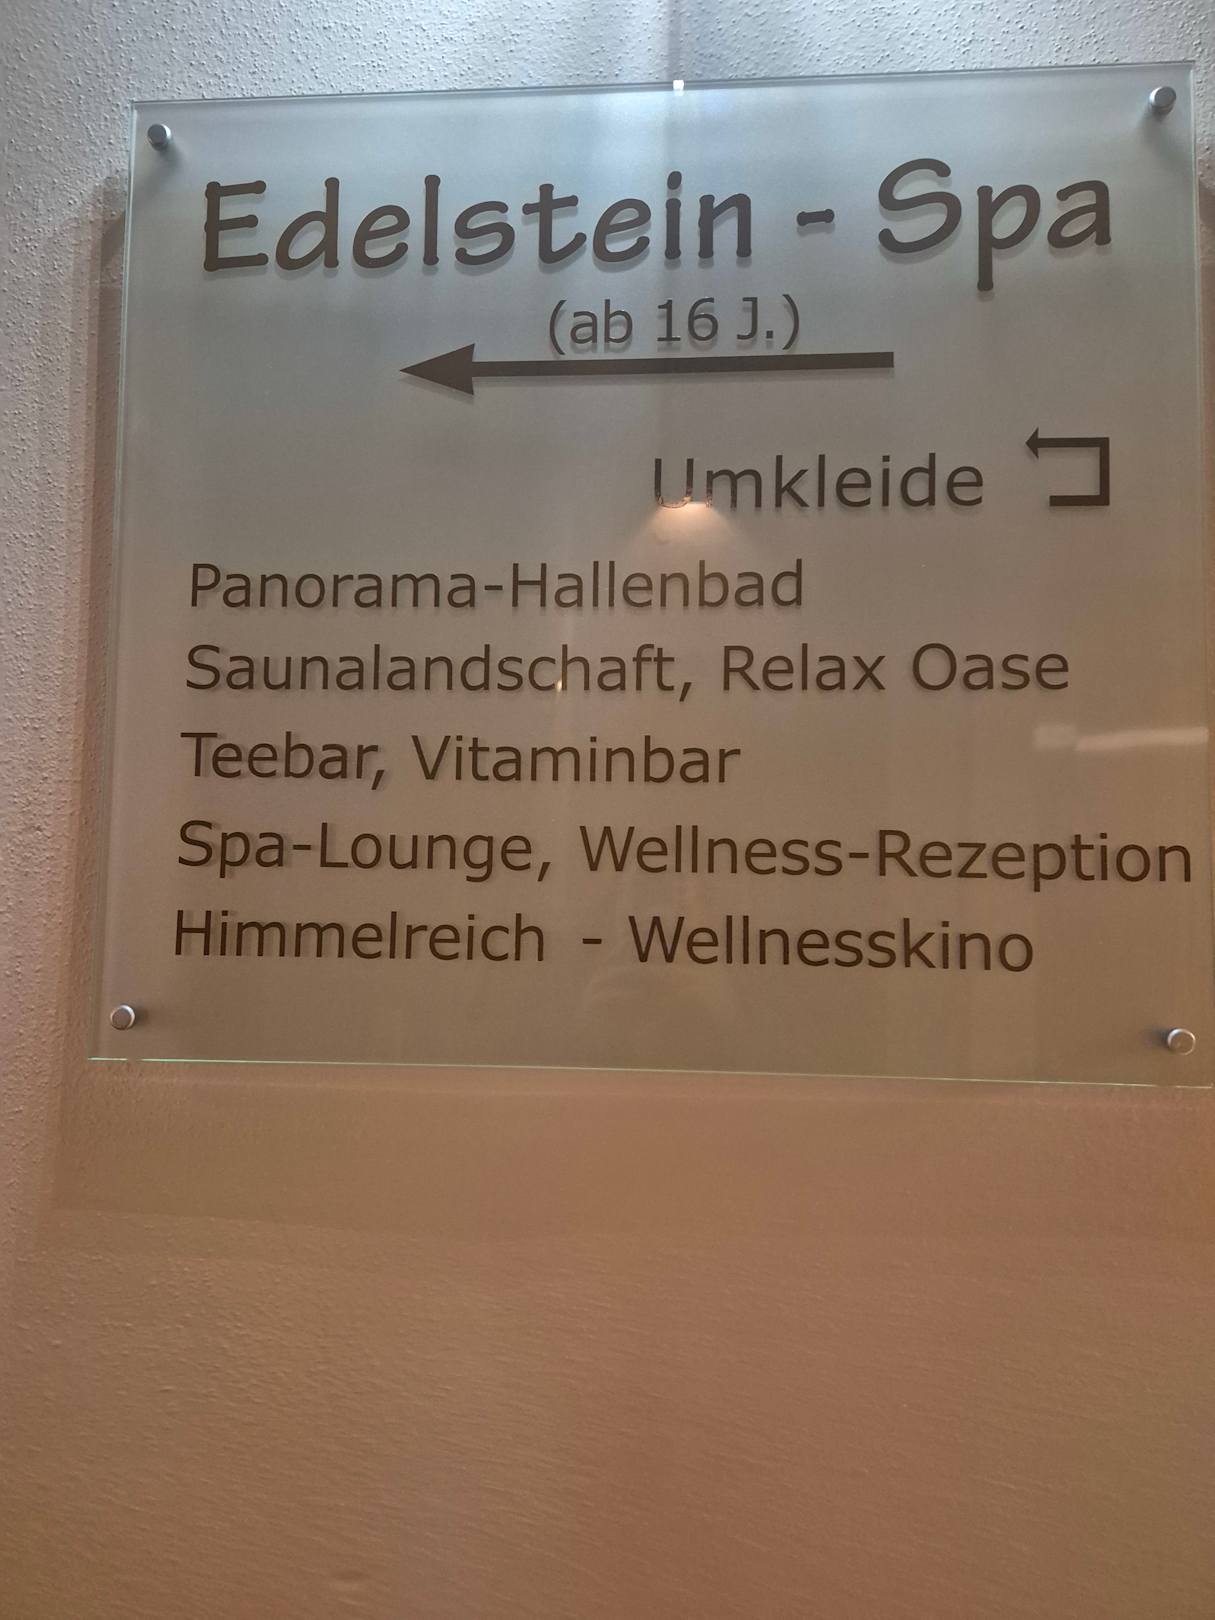 Edelstein - Spa
(ab 16 J.)
Umkleide
Panorama-Hallenbad
Saunalandschaft, Relax Oase
Teebar, Vitaminbar
Spa-Lounge, Wellness-Rezeption
Himmelreich - Wellnesskino